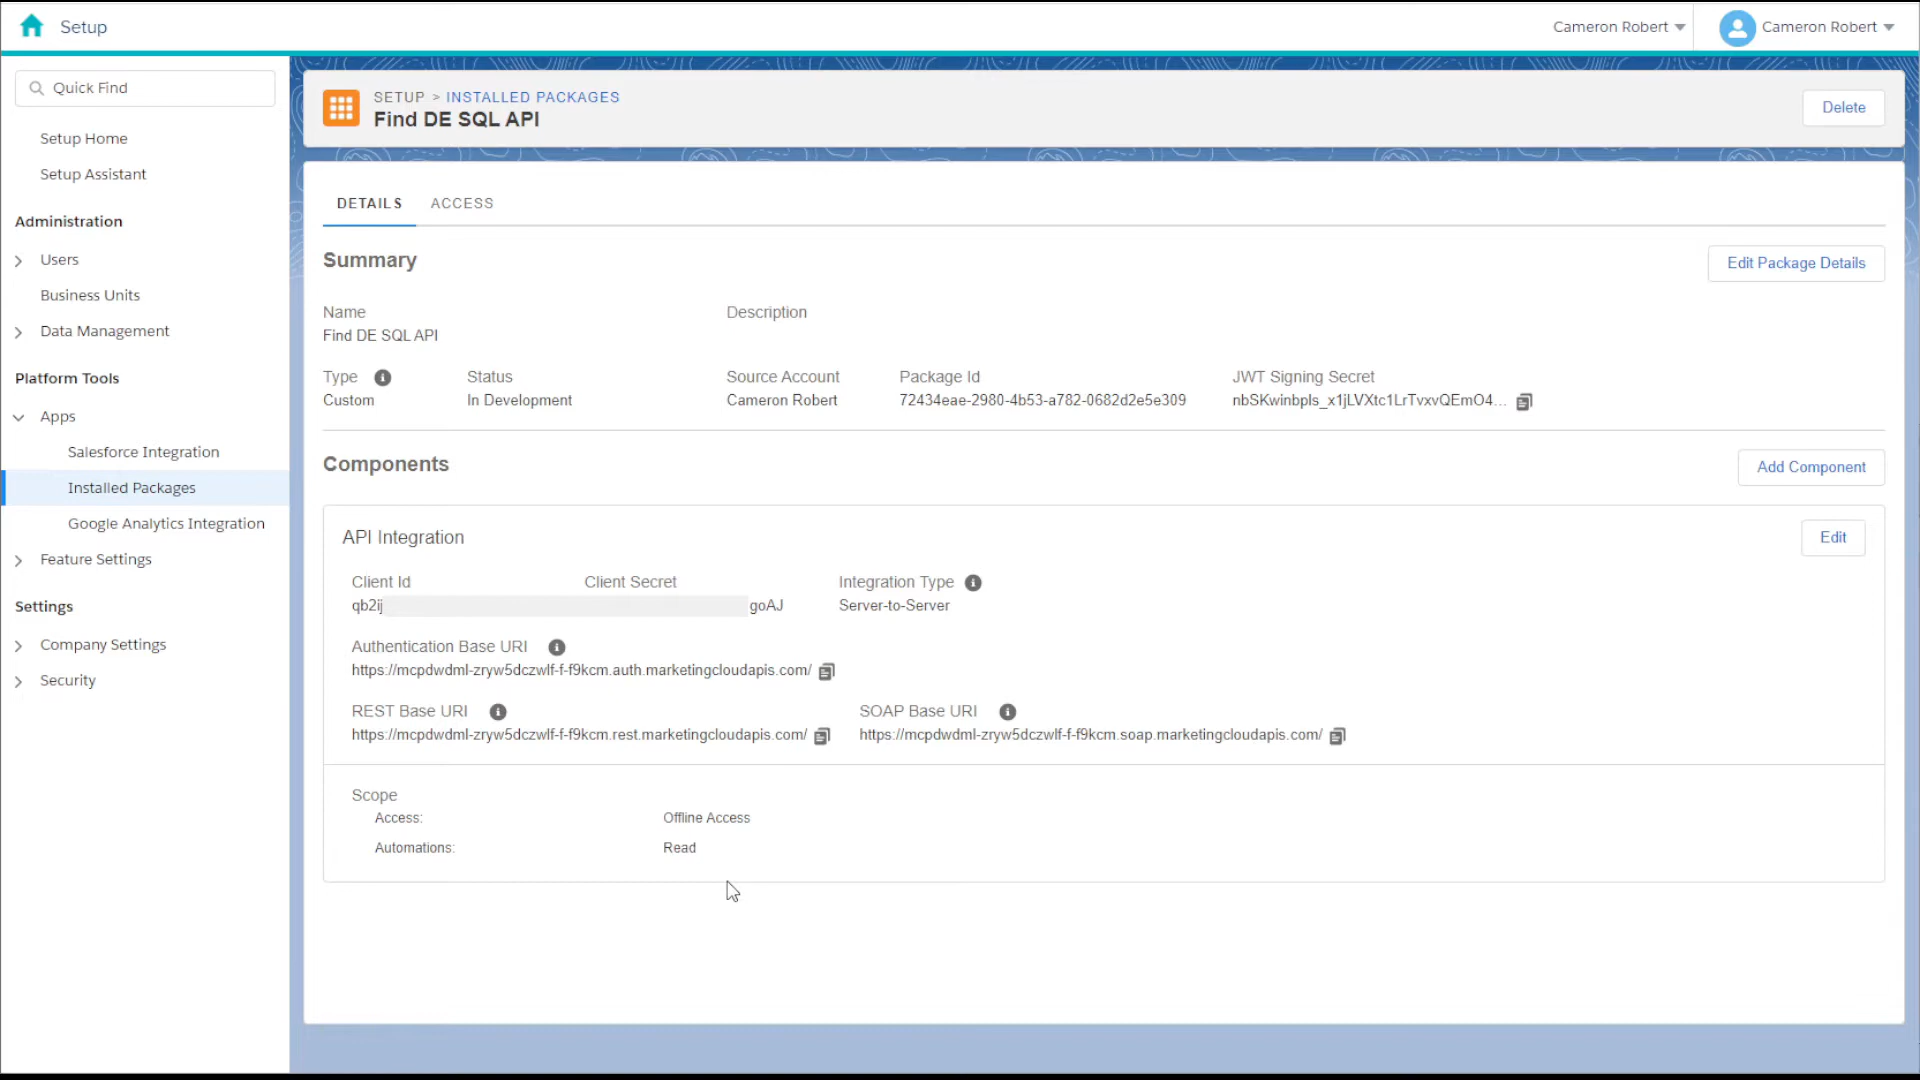 Setup
Cameron Robert
Cameron Robert
Quick Find
Setup Home
Setup Assistant
Administration
Users
Business Units
Data Management
Platform Tools
Apps
Salesforce Integration
Installed Packages
Google Analytics Integration
Feature Settings
Settings
Company Settings
Security
SETUP > INSTALLED PACKAGES
Find DE SQL API
Delete
DETAILS ACCESS
Summary
Edit Package Details
Name Description
Find DE SQL API
Type Status Source Account Package Id JWT Signing Secret
Custom In Development Cameron Robert 72434eae-2980-4b53-a782-0682d2e5e309 nbSKwinbpls_x1jLVXtc1LrTvxvQEmO4...
Components
Add Component
API Integration
Edit
Client Id Client Secret Integration Type
qb2ij goAJ Server-to-Server
Authentication Base URI
https://mcpdwdml-zryw5dczwlf-f-f9kcm.auth.marketingcloudapis.com/
REST Base URI SOAP Base URI
https://mcpdwdml-zryw5dczwlf-f-f9kcm.rest.marketingcloudapis.com/ https://mcpdwdml-zryw5dczwlf-f-f9kcm.soap.marketingcloudapis.com/
Scope
Access: Offline Access
Automations: Read